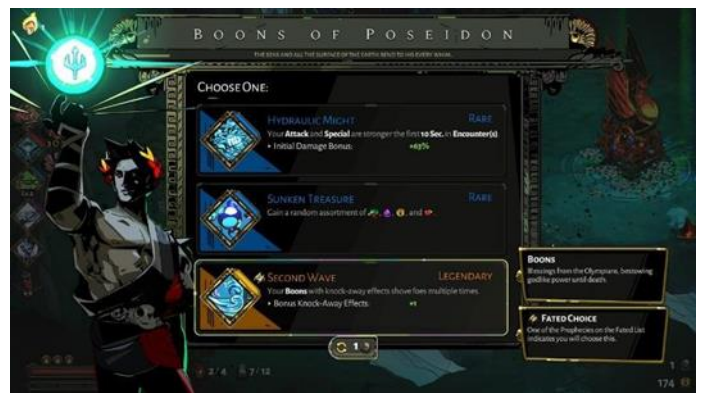 BOONS OF POSEIDON
THE SEAS AND ALL THE SURFACE OF THE EARTH BEND TO HIS EVERY WHIM.
CHOOSE ONE:
HYDRAULIC MIGHT RARE
Your Attack and Special are stronger the first 10 Sec. in Encounter(s)
▸ Initial Damage Bonus: +67%
SUNKEN TREASURE RARE
Gain a random assortment of , , , and .
SECOND WAVE LEGENDARY
Your Boons with knock-away effects shove foes multiple times.
▸ Bonus Knock-Away Effects: +1
BOONS
Blessings from the Olympians, bestowing
godlike power until death.
FATED CHOICE
One of the Prophecies on the Fated List
indicates you will choose this.
1
2/4 7/12
1
174